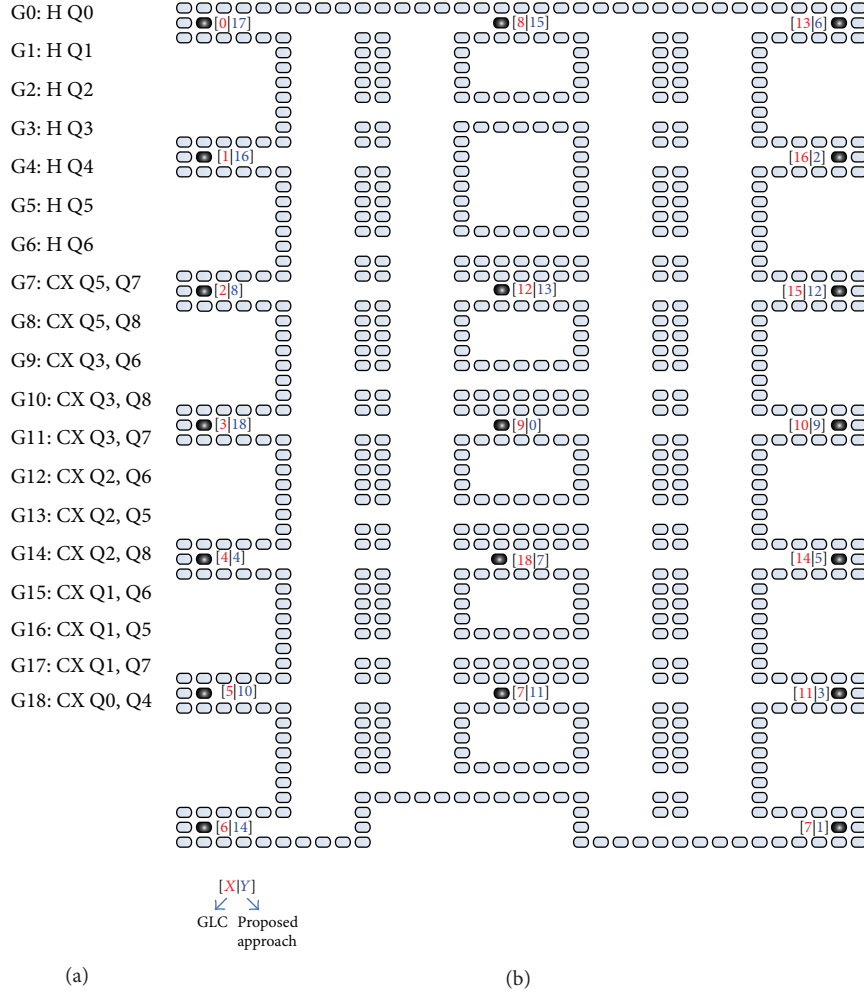 G0: H Q0
G1: H Q1
G2: H Q2
G3: H Q3
G4: H Q4
G5: H Q5
G6: H Q6
G7: CX Q5, Q7
G8: CX Q5, Q8
G9: CX Q3, Q6
G10: CX Q3, Q8
G11: CX Q3, Q7
G12: CX Q2, Q6
G13: CX Q2, Q5
G14: CX Q2, Q8
G15: CX Q1, Q6
G16: CX Q1, Q5
G17: CX Q1, Q7
G18: CX Q0, Q4
(a)
[0|17] [8|15] [13|6]
[1|16] [16|2]
[2|8] [12|13] [15|12]
[3|18] [9|0] [10|9]
[4|4] [18|7] [14|5]
[5|10] [7|11] [11|3]
[6|14] [7|1]
[X|Y]
GLC Proposed
approach
(b)